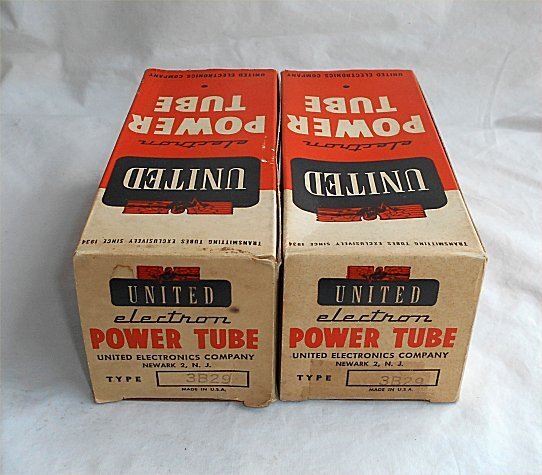 UNITED ELECTRONICS COMPANY
POWER
TUBE
electron
UNITED
TRANSMITTING TUBES EXCLUSIVELY SINCE 1934
UNITED
electron
POWER TUBE
UNITED ELECTRONICS COMPANY
NEWARK 2, N. J.
TYPE 3B29
MADE IN U.S.A.
UNITED ELECTRONICS COMPANY
POWER
TUBE
electron
UNITED
TRANSMITTING TUBES EXCLUSIVELY SINCE 1934
UNITED
electron
POWER TUBE
UNITED ELECTRONICS COMPANY
NEWARK 2, N. J.
TYPE 3B29
MADE IN U.S.A.